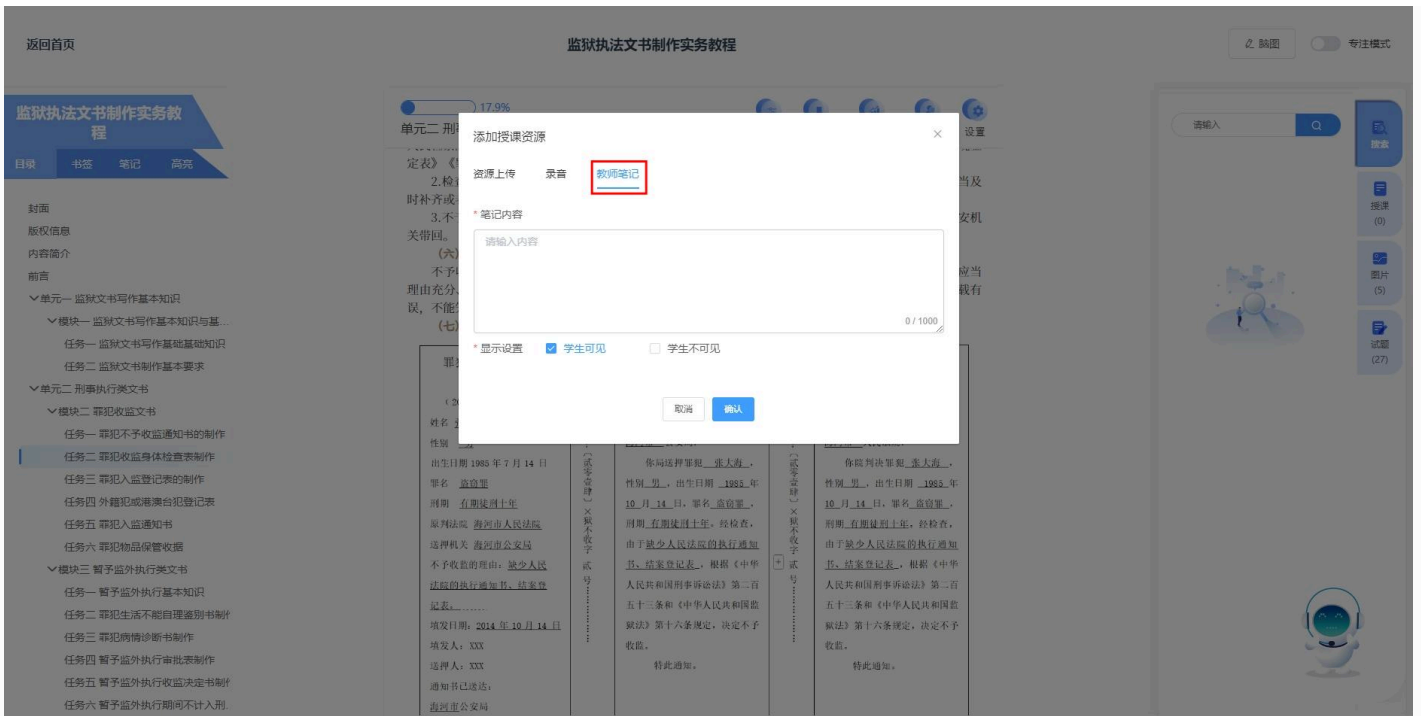 返回首页
监狱执法文书制作实务教程
脑图
专注模式
监狱执法文书制作实务教
程
目录
书签
笔记
高亮
封面
版权信息
内容简介
前言
单元一 监狱文书写作基本知识
模块一 监狱文书写作基本知识与基...
任务一 监狱文书写作基础基础知识
任务二 监狱文书制作基本要求
单元二 刑事执行类文书
模块二 罪犯收监文书
任务一 罪犯不予收监通知书的制作
任务二 罪犯收监身体检查表制作
任务三 罪犯入监登记表的制作
任务四 外籍犯或港澳台犯登记表
任务五 罪犯入监通知书
任务六 罪犯物品保管收据
模块三 暂予监外执行类文书
任务一 暂予监外执行基本知识
任务二 罪犯生活不能自理鉴别书制
任务三 罪犯病情诊断书制作
任务四 暂予监外执行审批表制作
任务五 暂予监外执行收监决定书制
任务六 暂予监外执行期间不计入刑
17.9%
单元二 刑
设置
定表》《
2.检
当及
时补齐或
3.不
安机
关带回。
(六)
不予
应当
理由充分、
载有
误，不能
(七)
添加授课资源
资源上传
录音
教师笔记
* 笔记内容
请输入内容
0 / 1000
* 显示设置
学生可见
学生不可见
取消
确认
姓名
性别
出生日期 1985 年 7 月 14 日
罪名 盗窃罪
刑期 有期徒刑十年
原判法院 海河市人民法院
送押机关 海河市公安局
不予收监的理由：缺少人民
法院的执行通知书、结案登
记表。
填发日期：2014 年 10 月 14 日
填发人：XXX
送押人：XXX
通知书已送达：
海河市公安局
〔贰零壹肆〕×狱不收字 贰 号
你局送押罪犯 张大海 ，
性别 男 ，出生日期 1985 年
10 月 14 日，罪名 盗窃罪 ，
刑期 有期徒刑十年，经检查，
由于缺少人民法院的执行通知
书、结案登记表 ，根据《中华
人民共和国刑事诉讼法》第二百
五十三条和《中华人民共和国监
狱法》第十六条规定，决定不予
收监。
特此通知。
〔贰零壹肆〕×狱不收字 贰 号
你院判决罪犯 张大海 ，
性别 男 ，出生日期 1985 年
10 月 14 日，罪名 盗窃罪 ，
刑期 有期徒刑十年，经检查，
由于缺少人民法院的执行通知
书、结案登记表 ，根据《中华
人民共和国刑事诉讼法》第二百
五十三条和《中华人民共和国监
狱法》第十六条规定，决定不予
收监。
特此通知。
请输入
搜索
授课
(0)
图片
(5)
试题
(27)